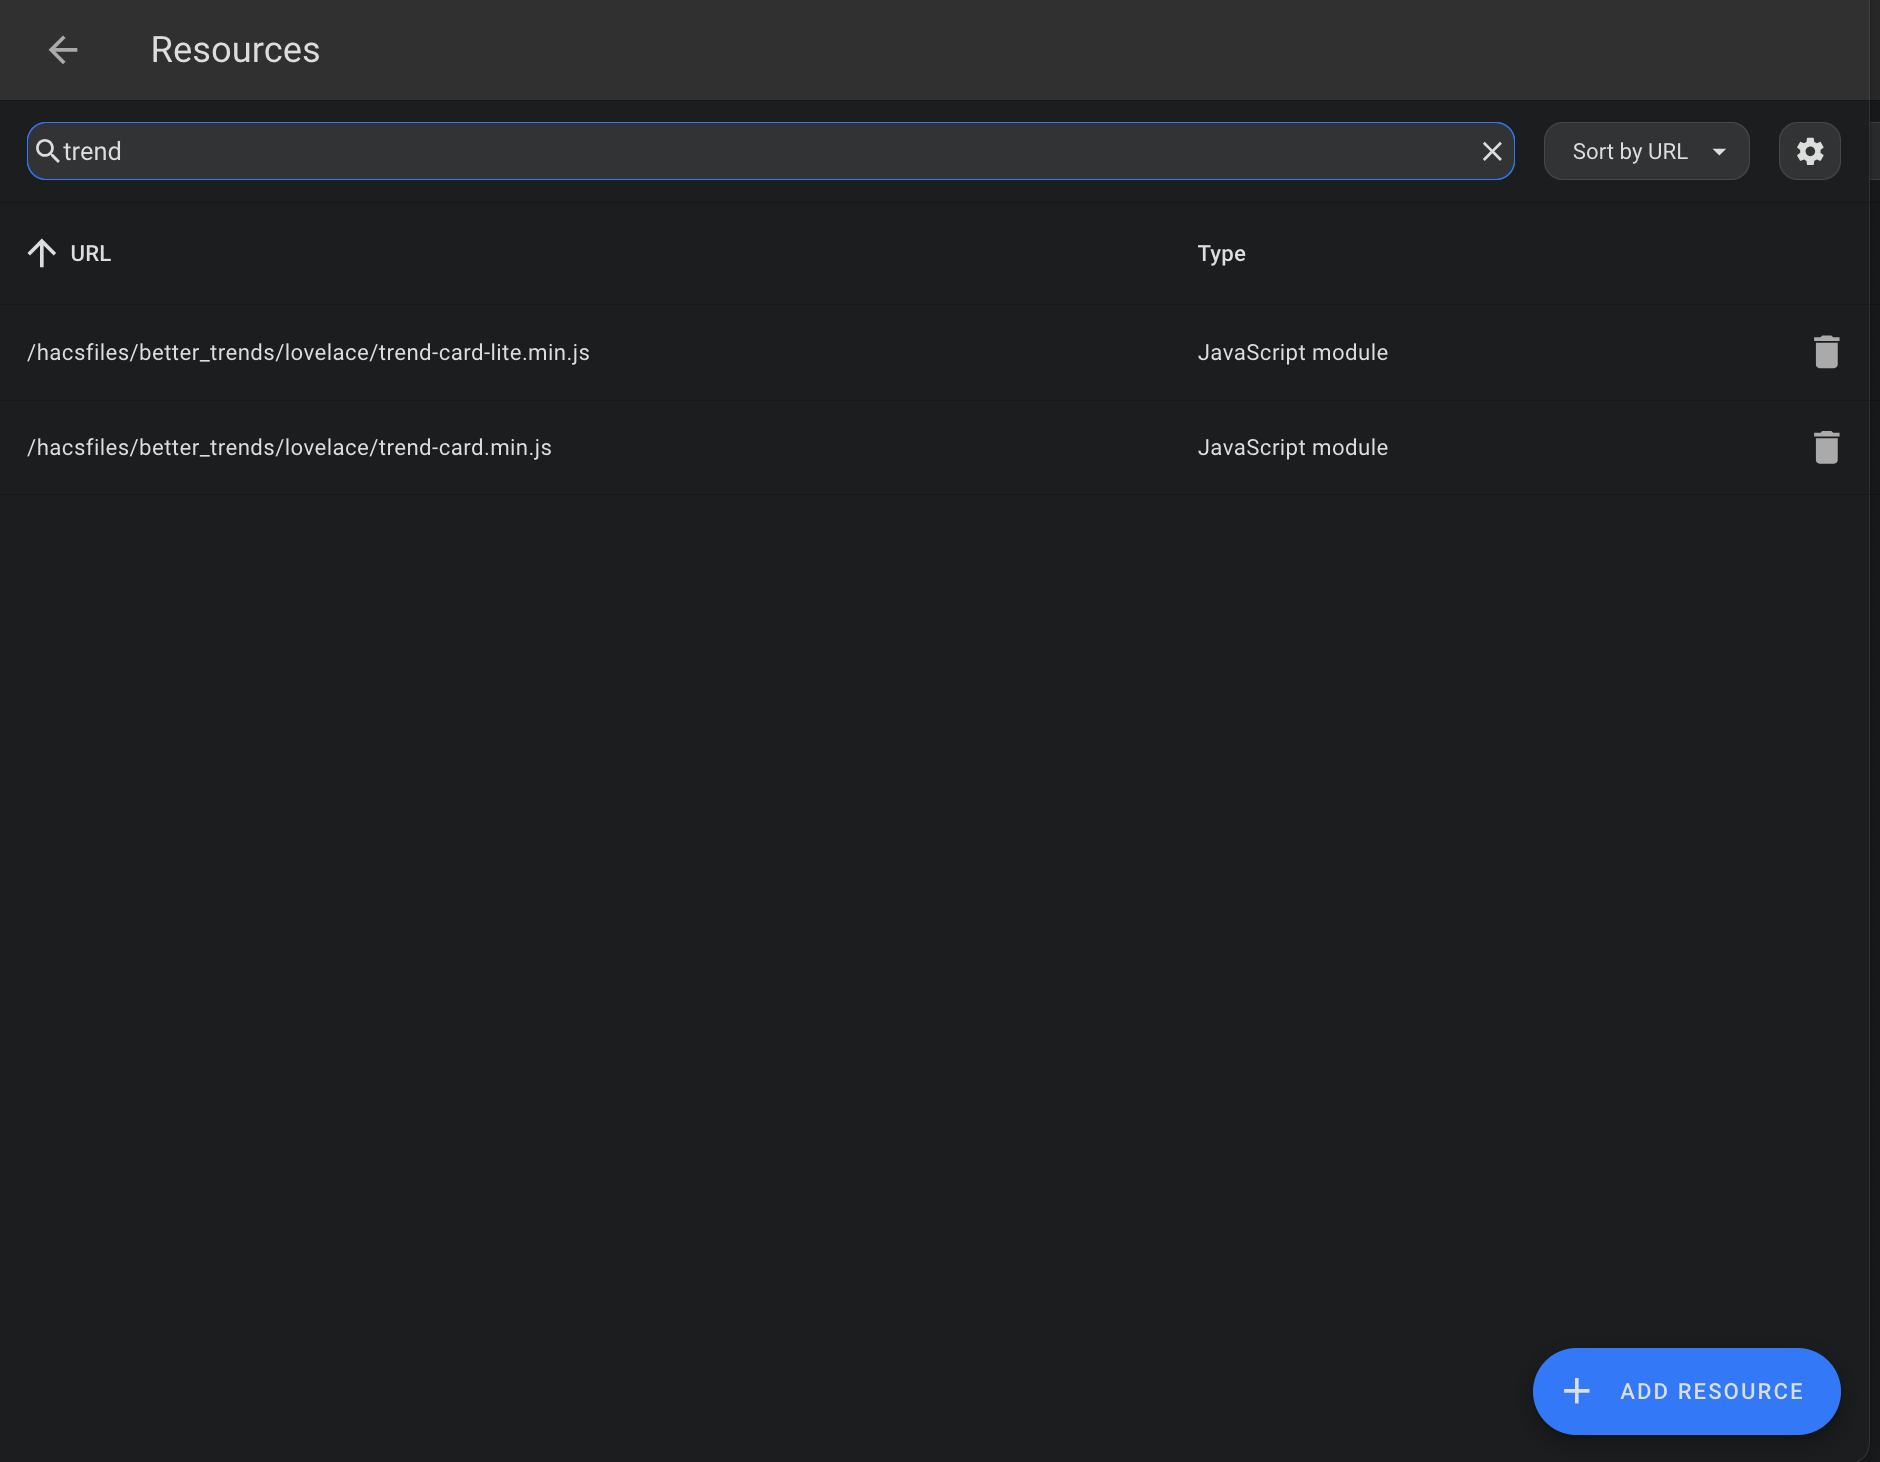 Resources
trend
Sort by URL
URL Type
/hacsfiles/better_trends/lovelace/trend-card-lite.min.js JavaScript module
/hacsfiles/better_trends/lovelace/trend-card.min.js JavaScript module
ADD RESOURCE